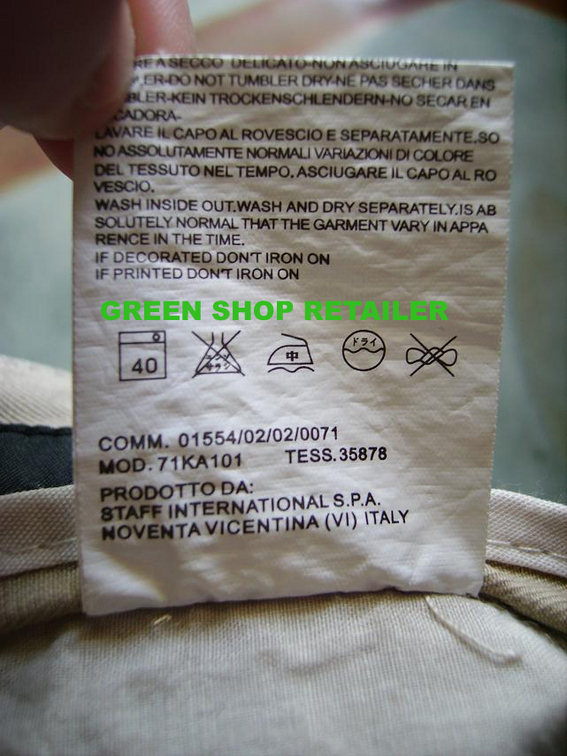 RE A SECCO DELICATO-NON ASCIUGARE IN
ER-DO NOT TUMBLER DRY-NE PAS SECHER DANS
BLER-KEIN TROCKENSCHLENDERN-NO SECAR EN
CADORA-
LAVARE IL CAPO AL ROVESCIO E SEPARATAMENTE.SO
NO ASSOLUTAMENTE NORMALI VARIAZIONI DI COLORE
DEL TESSUTO NEL TEMPO. ASCIUGARE IL CAPO AL RO
VESCIO.
WASH INSIDE OUT.WASH AND DRY SEPARATELY.IS AB
SOLUTELY NORMAL THAT THE GARMENT VARY IN APPA
RENCE IN THE TIME.
IF DECORATED DON'T IRON ON
IF PRINTED DON'T IRON ON
GREEN SHOP RETAILER
40 中 ドライ
COMM. 01554/02/02/0071
MOD. 71KA101 TESS. 35878
PRODOTTO DA:
STAFF INTERNATIONAL S.P.A.
NOVENTA VICENTINA (VI) ITALY